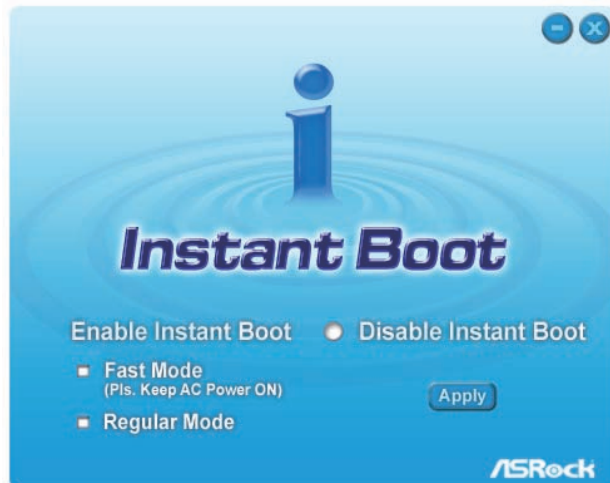 i
Instant Boot
Enable Instant Boot
Disable Instant Boot
Fast Mode
(Pls. Keep AC Power ON)
Regular Mode
Apply
ASRock